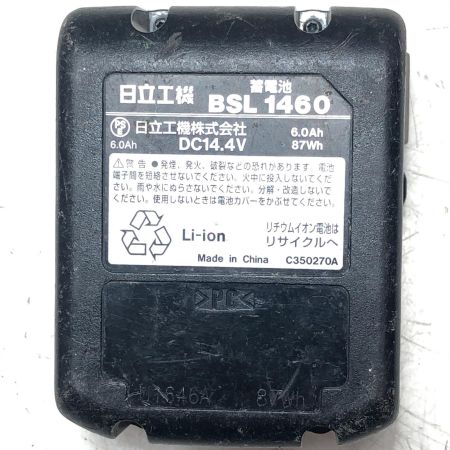 蓄電池
日立工機 BSL 1460
PS E 日立工機株式会社 6.0Ah
6.0Ah DC14.4V 87Wh
⚠警告 ●発煙，発火，破裂などの恐れがあります。電池
端子間を短絡させないでください。火中に投入しないでくだ
さい。雨や水にぬらさないでください。分解・改造しないで
ください。使用しないときは電池カバーをかぶせてください。
Li-ion
リチウムイオン電池は
リサイクルへ
Made in China C350270A
>PC<
87Wh